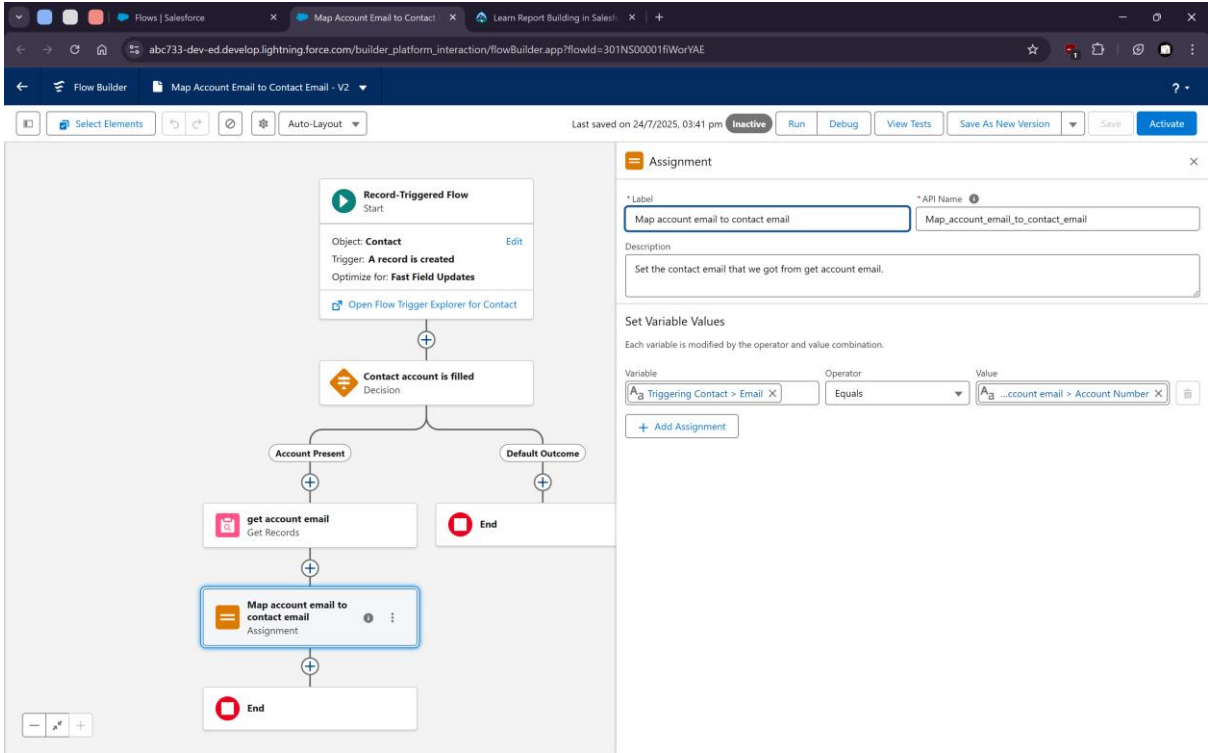 Flows | Salesforce
Map Account Email to Contact
Learn Report Building in Salesf
abc733-dev-ed.develop.lightning.force.com/builder_platform_interaction/flowBuilder.app?flowId=301NS00001fiWorYAE
1
Flow Builder
Map Account Email to Contact Email - V2
?
Select Elements
Auto-Layout
Last saved on 24/7/2025, 03:41 pm
Inactive
Run
Debug
View Tests
Save As New Version
Save
Activate
Record-Triggered Flow
Start
Object: Contact
Edit
Trigger: A record is created
Optimize for: Fast Field Updates
Open Flow Trigger Explorer for Contact
Contact account is filled
Decision
Account Present
Default Outcome
get account email
Get Records
End
Map account email to
contact email
Assignment
End
Assignment
* Label
Map account email to contact email
* API Name
Map_account_email_to_contact_email
Description
Set the contact email that we got from get account email.
Set Variable Values
Each variable is modified by the operator and value combination.
Variable
Operator
Value
Aa Triggering Contact > Email
Equals
Aa ...ccount email > Account Number
+ Add Assignment